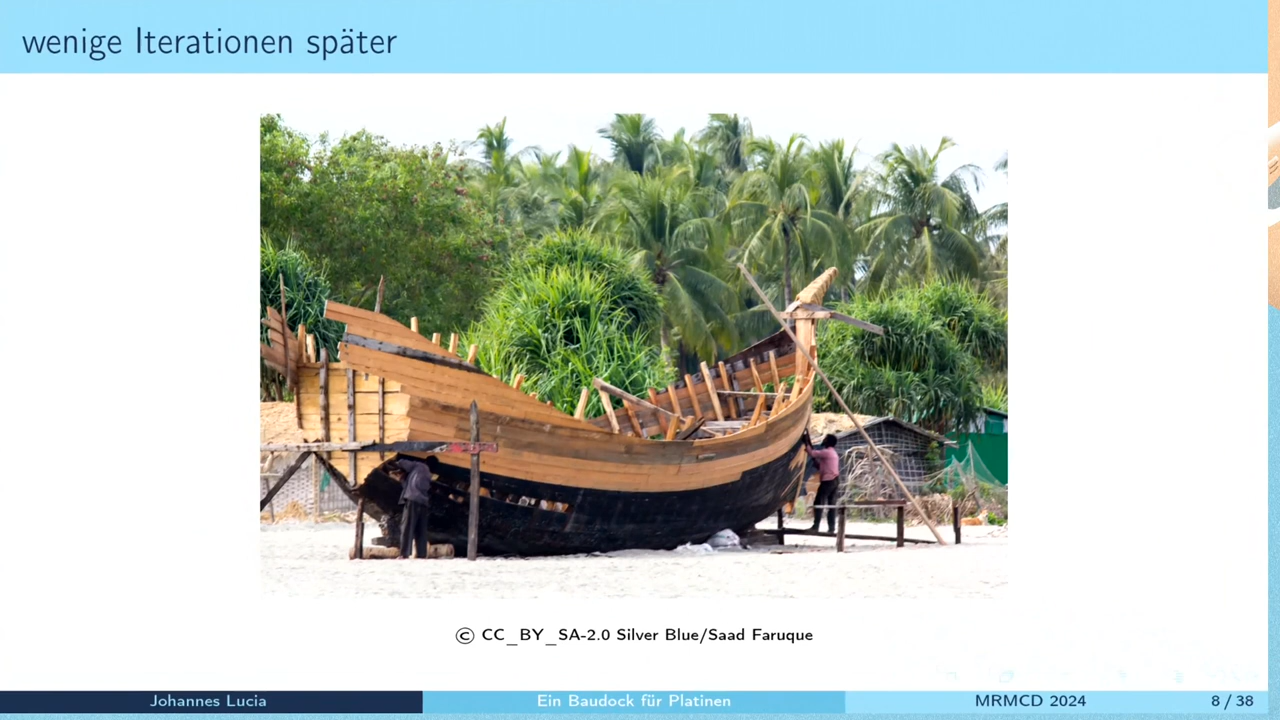 wenige Iterationen später
© CC_BY_SA-2.0 Silver Blue/Saad Faruque
Johannes Lucia
Ein Baudock für Platinen
MRMCD 2024
8 / 38